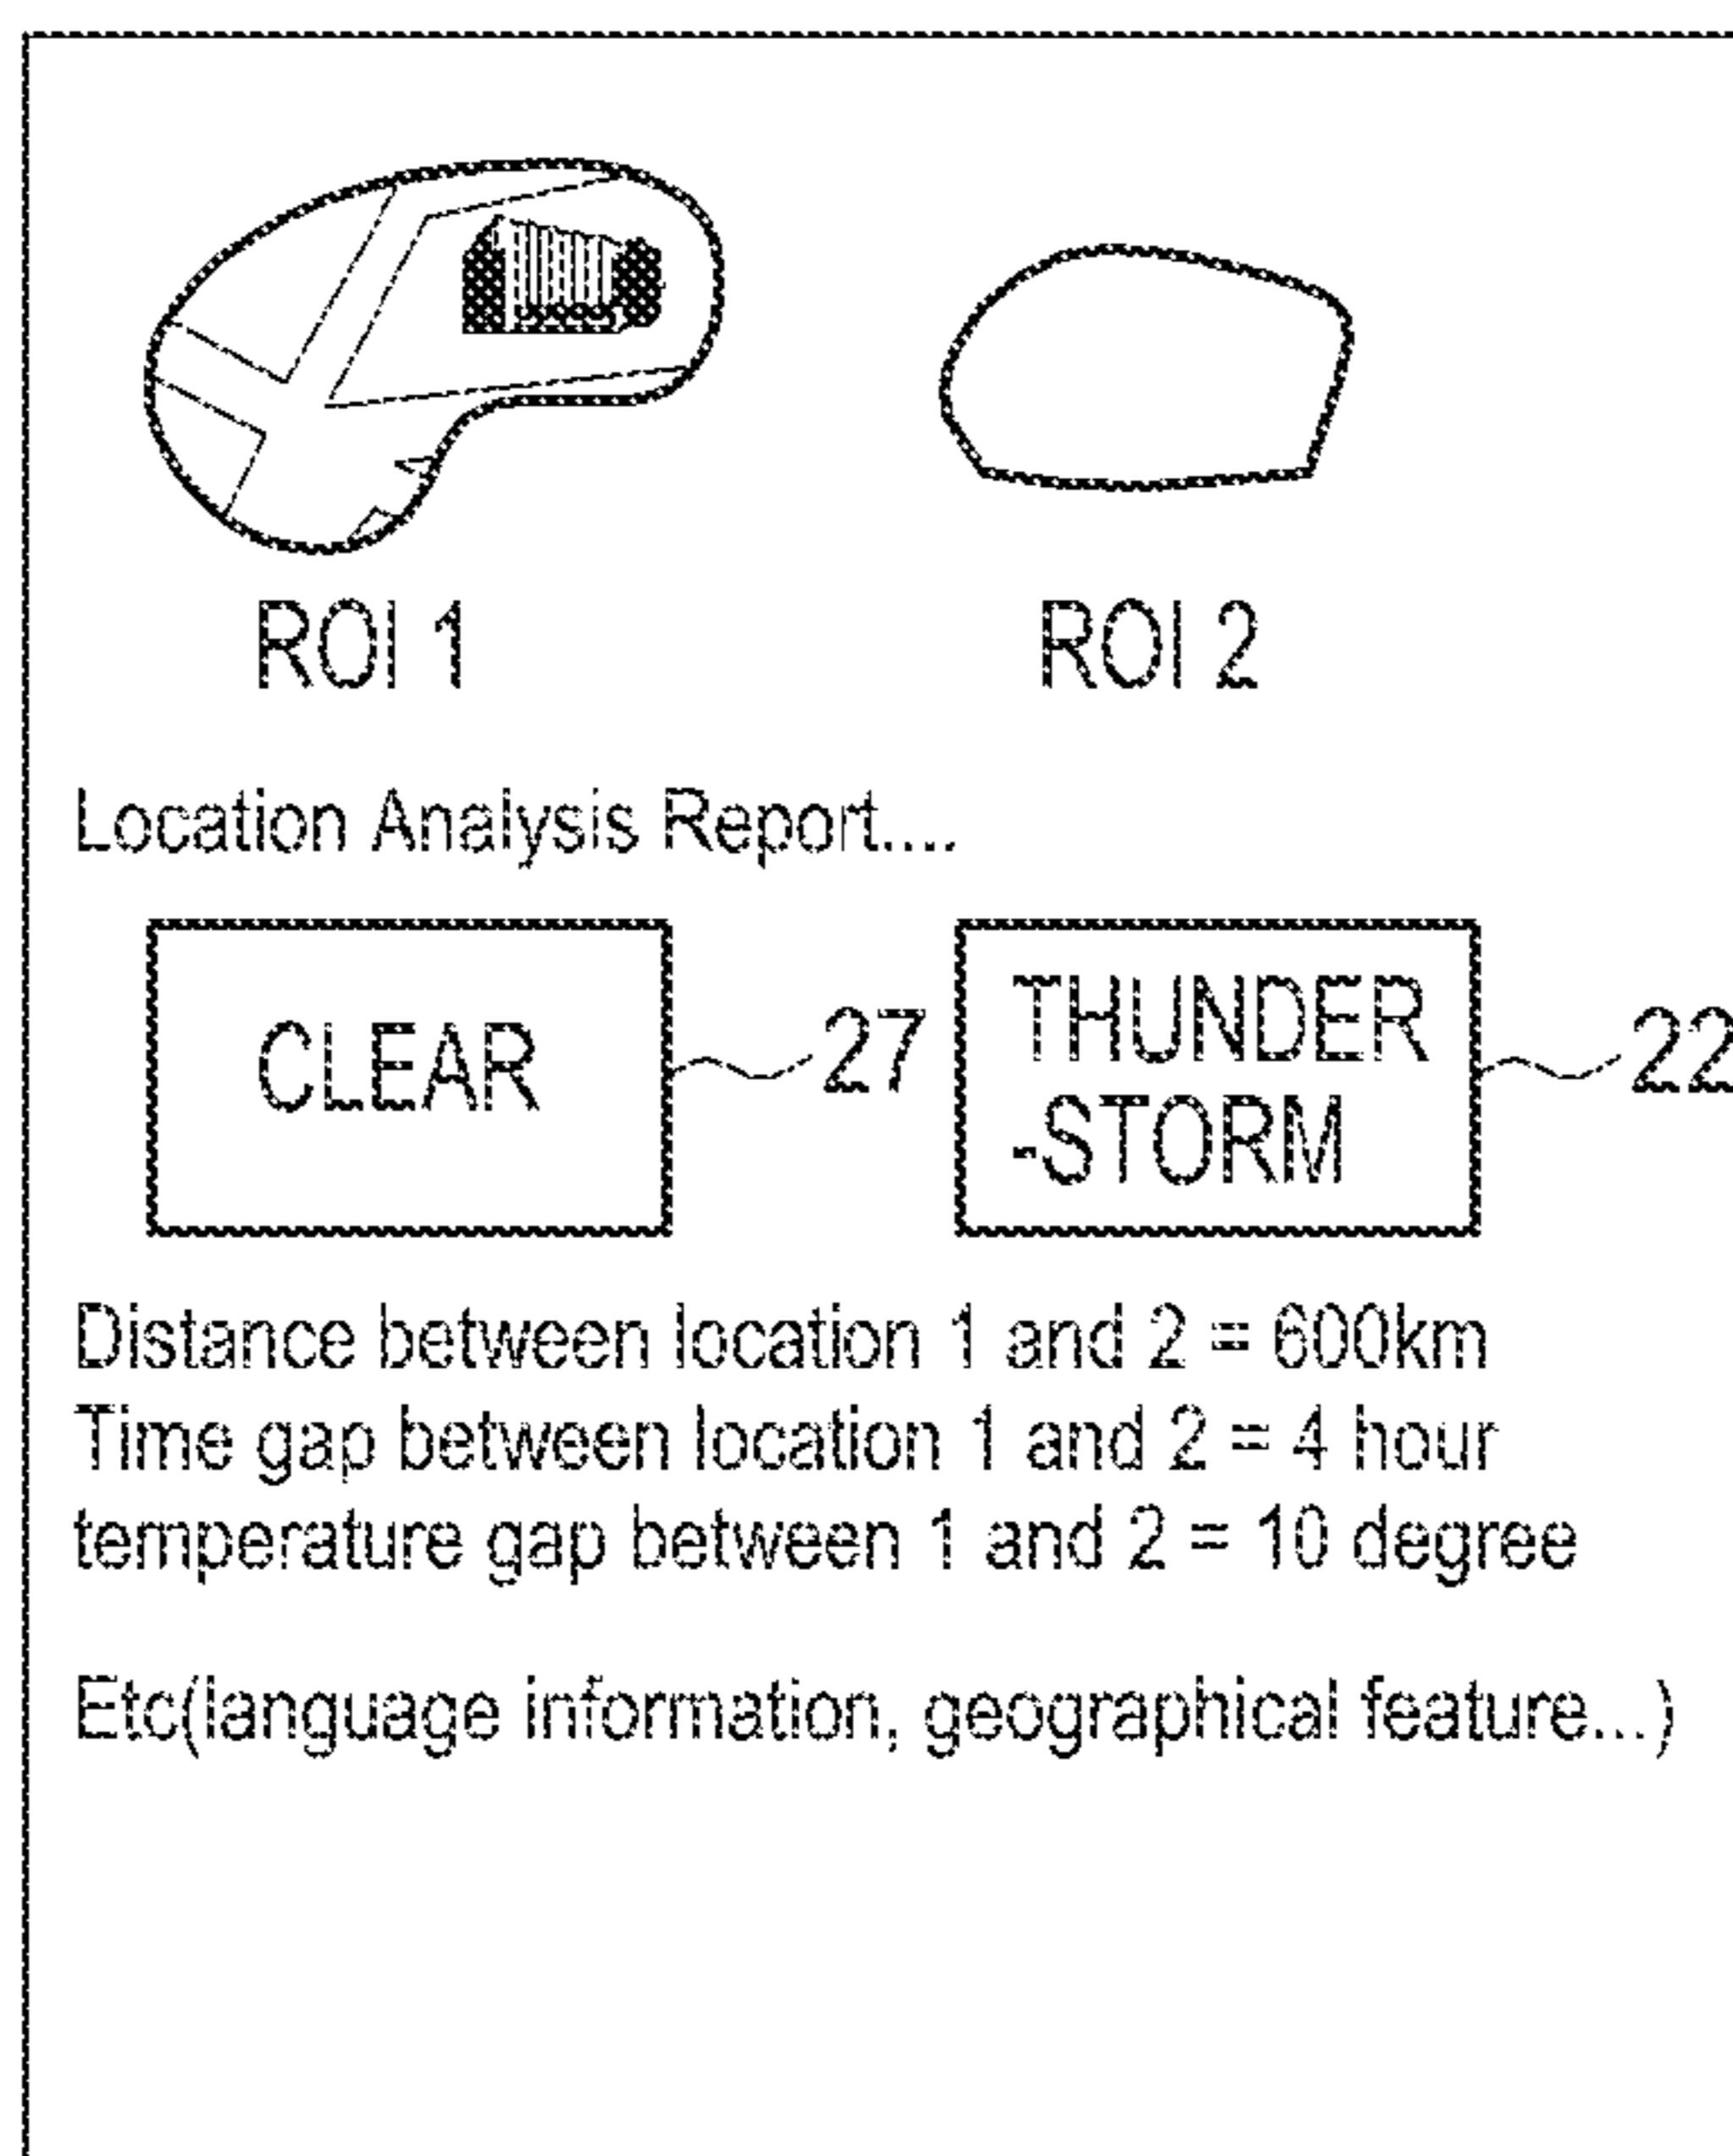 ROI 1 ROI 2
Location Analysis Report....
CLEAR 27 THUNDER
-STORM 22
Distance between location 1 and 2 = 600km
Time gap between location 1 and 2 = 4 hour
temperature gap between 1 and 2 = 10 degree
Etc(language information, geographical feature...)